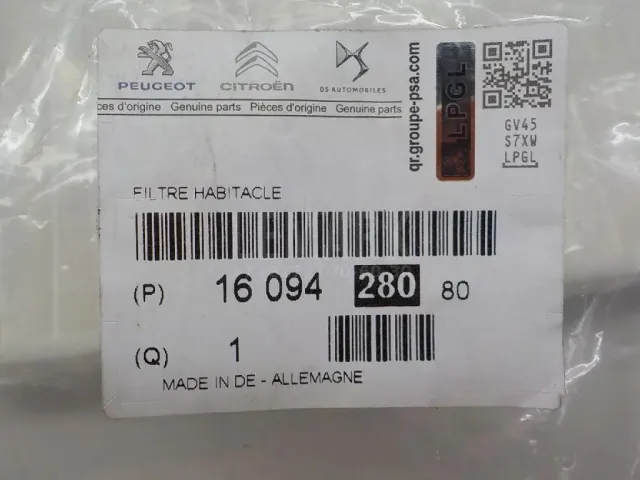 PEUGEOT CITROËN DS AUTOMOBILES
ces d'origine Genuine parts Pièces d'origine Genuine parts
qr.groupe-psa.com
LPGL
GV45
S7XW
LPGL
FILTRE HABITACLE
(P) 16 094 280 80
(Q) 1
MADE IN DE - ALLEMAGNE